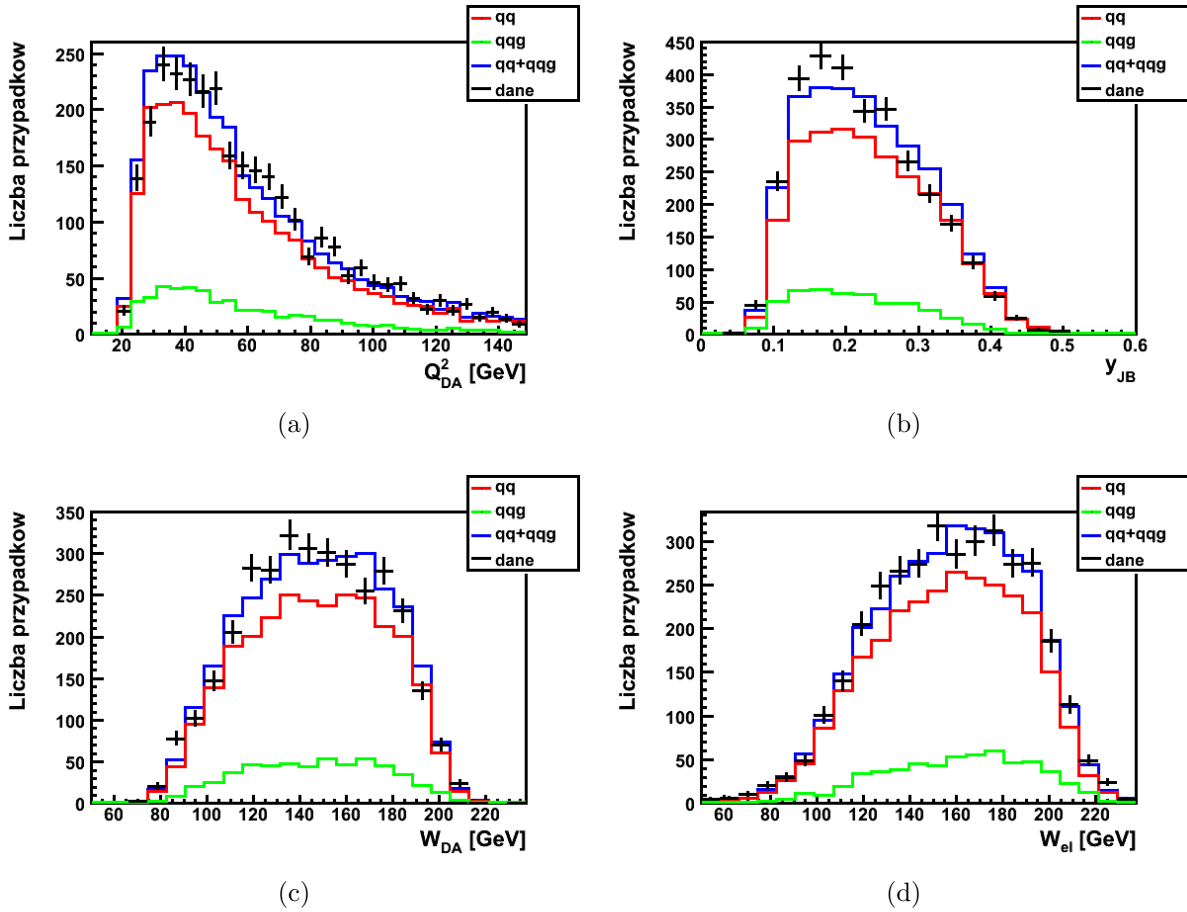 qq
qqg
qq+qqg
dane
Liczba przypadkow
250
200
150
100
50
0
20 40 60 80 100 120 140
Q²DA [GeV]
(a)
qq
qqg
qq+qqg
dane
Liczba przypadkow
450
400
350
300
250
200
150
100
50
0
0 0.1 0.2 0.3 0.4 0.5 0.6
yJB
(b)
qq
qqg
qq+qqg
dane
Liczba przypadkow
350
300
250
200
150
100
50
0
60 80 100 120 140 160 180 200 220
WDA [GeV]
(c)
qq
qqg
qq+qqg
dane
Liczba przypadkow
300
250
200
150
100
50
0
60 80 100 120 140 160 180 200 220
Wel [GeV]
(d)